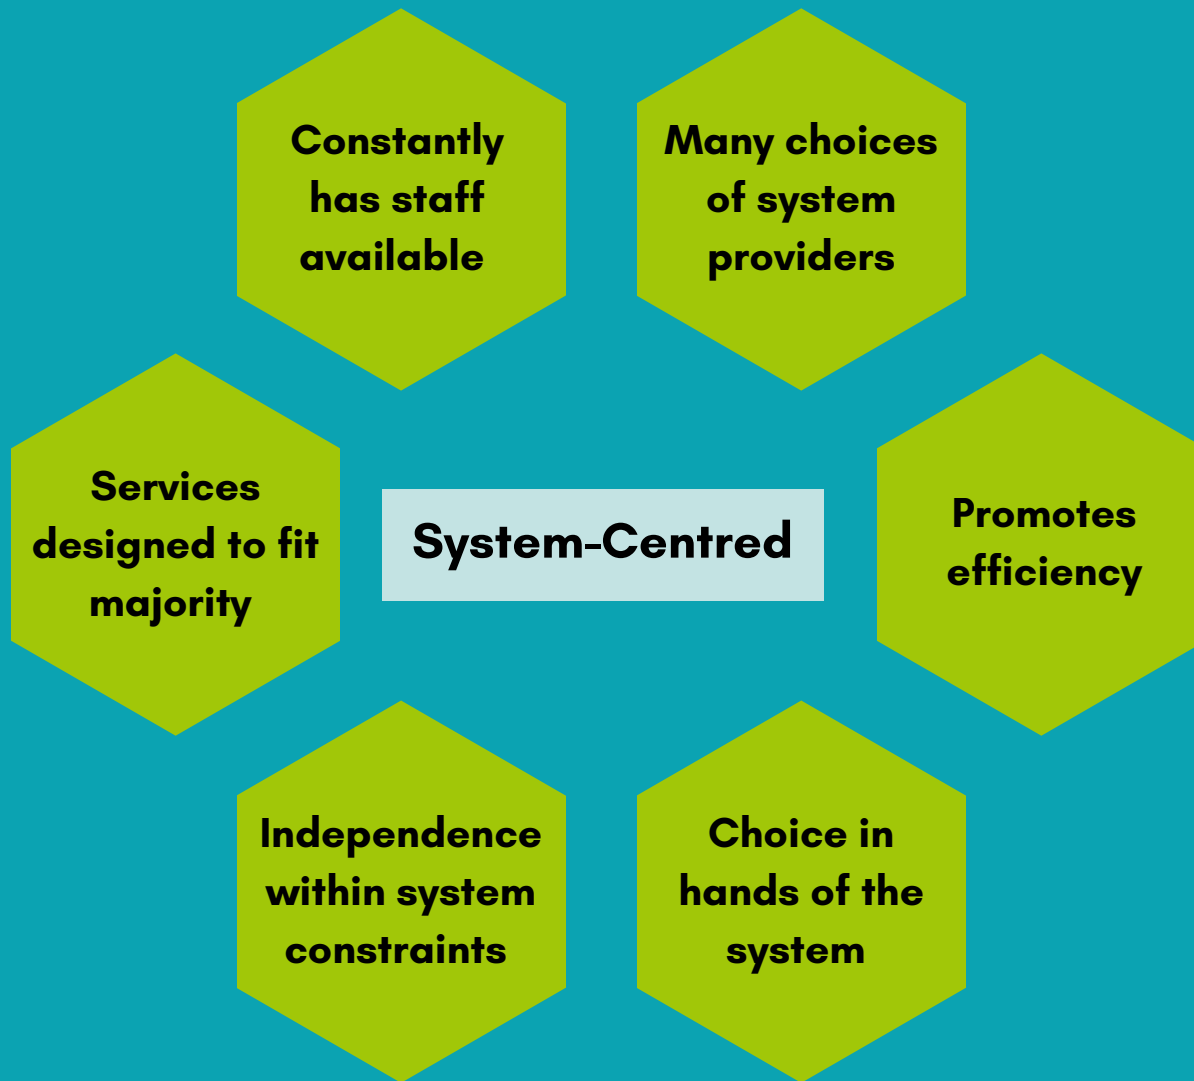 Constantly
has staff
available
Many choices
of system
providers
Services
designed to fit
majority
System-Centred
Promotes
efficiency
Independence
within system
constraints
Choice in
hands of the
system